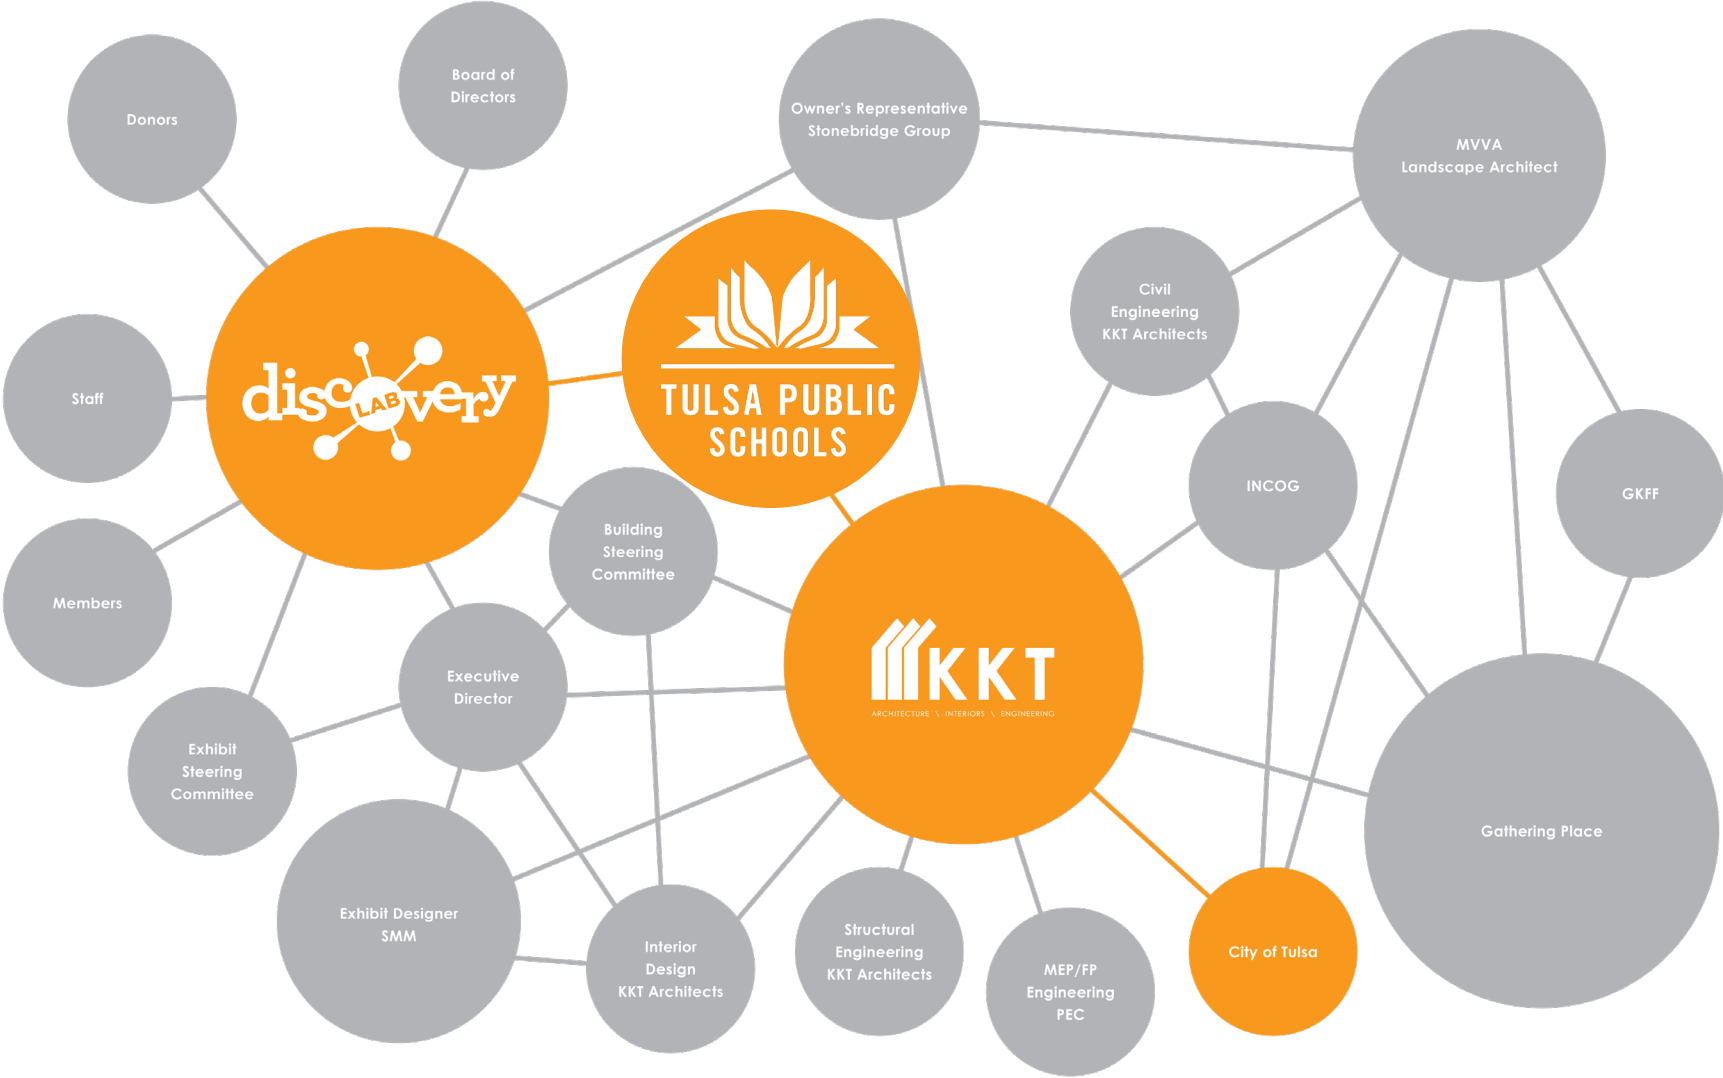 Board of
Directors
Donors
Owner's Representative
Stonebridge Group
MVVA
Landscape Architect
Civil
Engineering
KKT Architects
discovery
LAB
TULSA PUBLIC
SCHOOLS
Staff
INCOG
GKFF
Building
Steering
Committee
Members
Executive
Director
KKT
ARCHITECTURE \ INTERIORS \ ENGINEERING
Exhibit
Steering
Committee
Gathering Place
Exhibit Designer
SMM
Interior
Design
KKT Architects
Structural
Engineering
KKT Architects
MEP/FP
Engineering
PEC
City of Tulsa